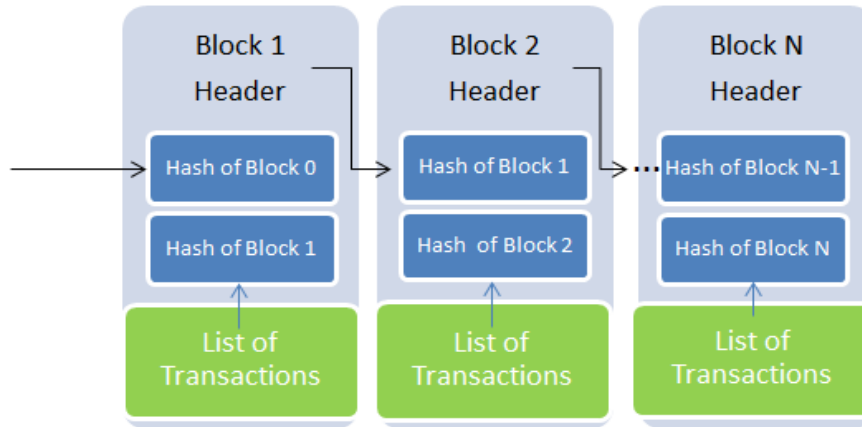 Block 1
Header
Hash of Block 0
Hash of Block 1
List of
Transactions
Block 2
Header
Hash of Block 1
Hash of Block 2
List of
Transactions
Block N
Header
...Hash of Block N-1
Hash of Block N
List of
Transactions